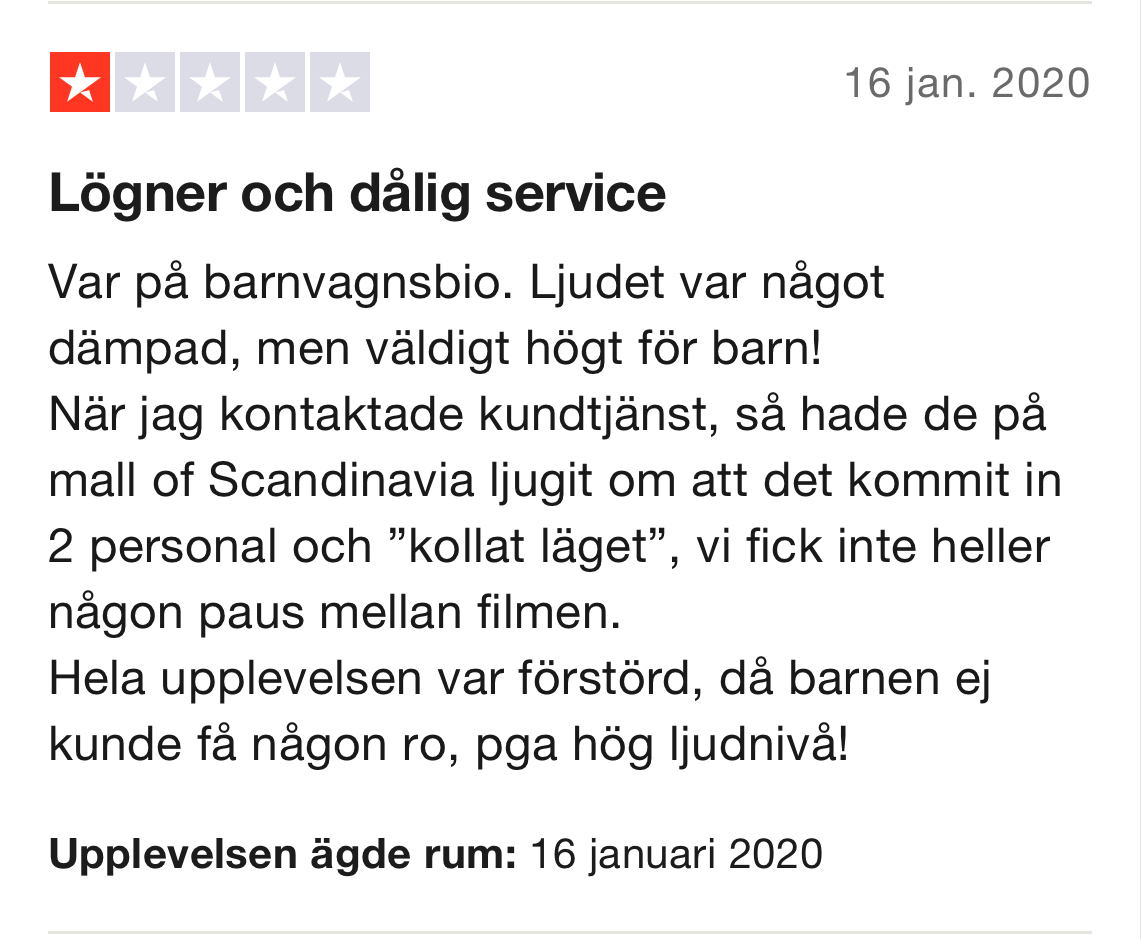 16 jan. 2020
Lögner och dålig service
Var på barnvagnsbio. Ljudet var något
dämpad, men väldigt högt för barn!
När jag kontaktade kundtjänst, så hade de på
mall of Scandinavia ljugit om att det kommit in
2 personal och ”kollat läget”, vi fick inte heller
någon paus mellan filmen.
Hela upplevelsen var förstörd, då barnen ej
kunde få någon ro, pga hög ljudnivå!
Upplevelsen ägde rum: 16 januari 2020